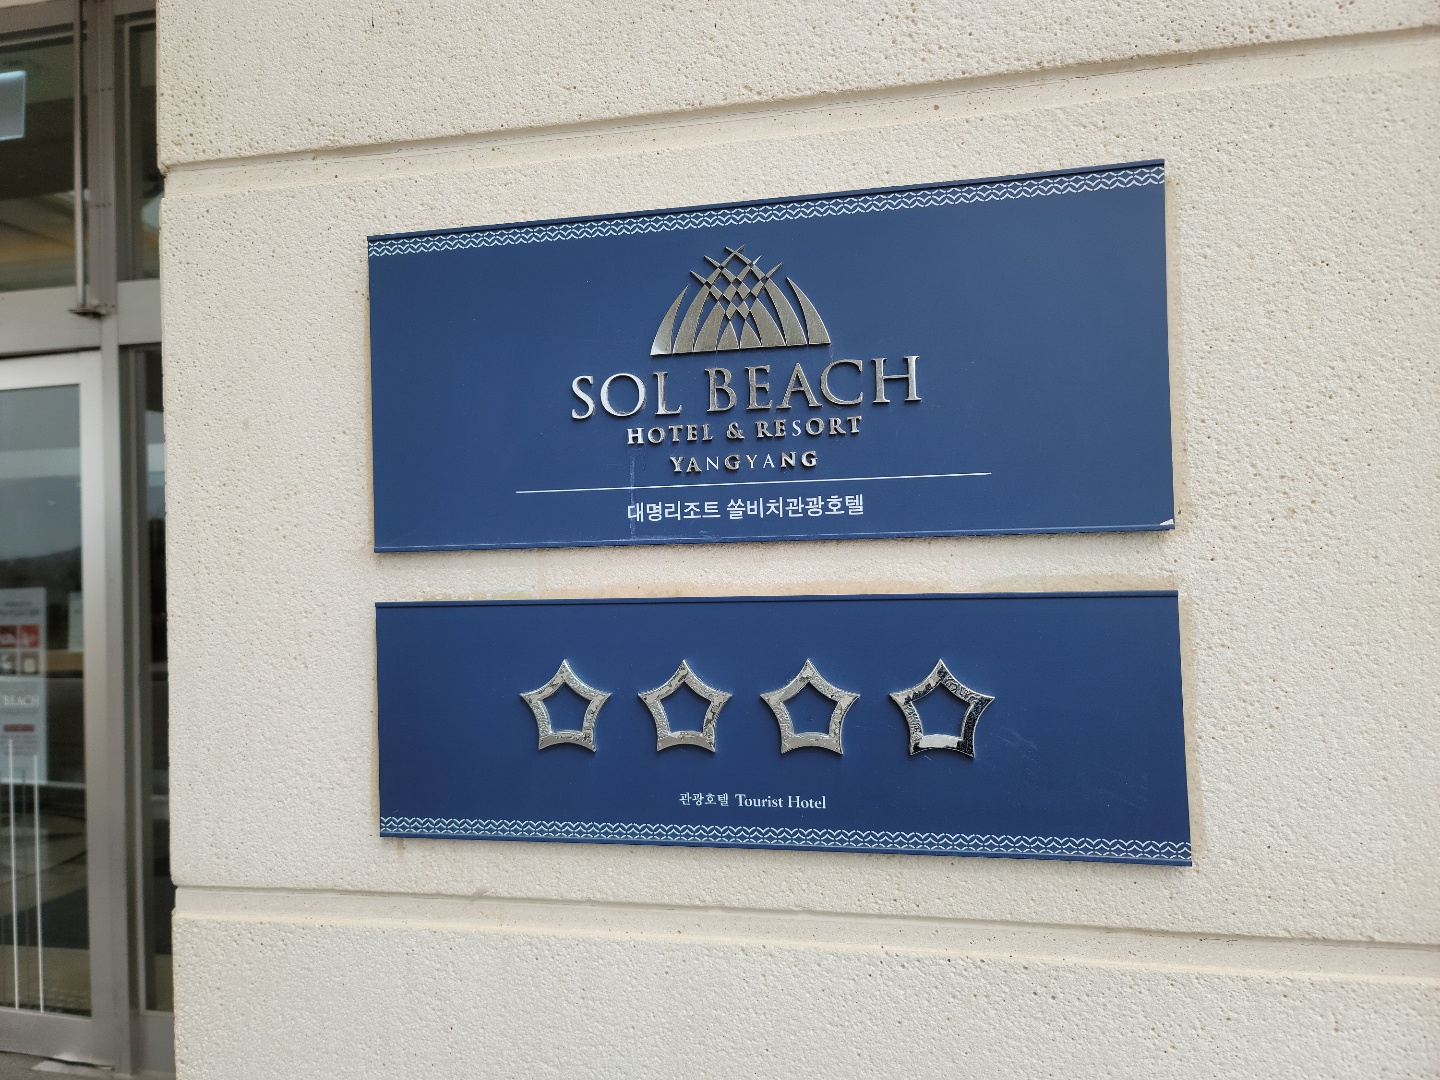 SOL BEACH
HOTEL & RESORT
YANGYANG
대명리조트 쏠비치관광호텔
관광호텔 Tourist Hotel
BEACH